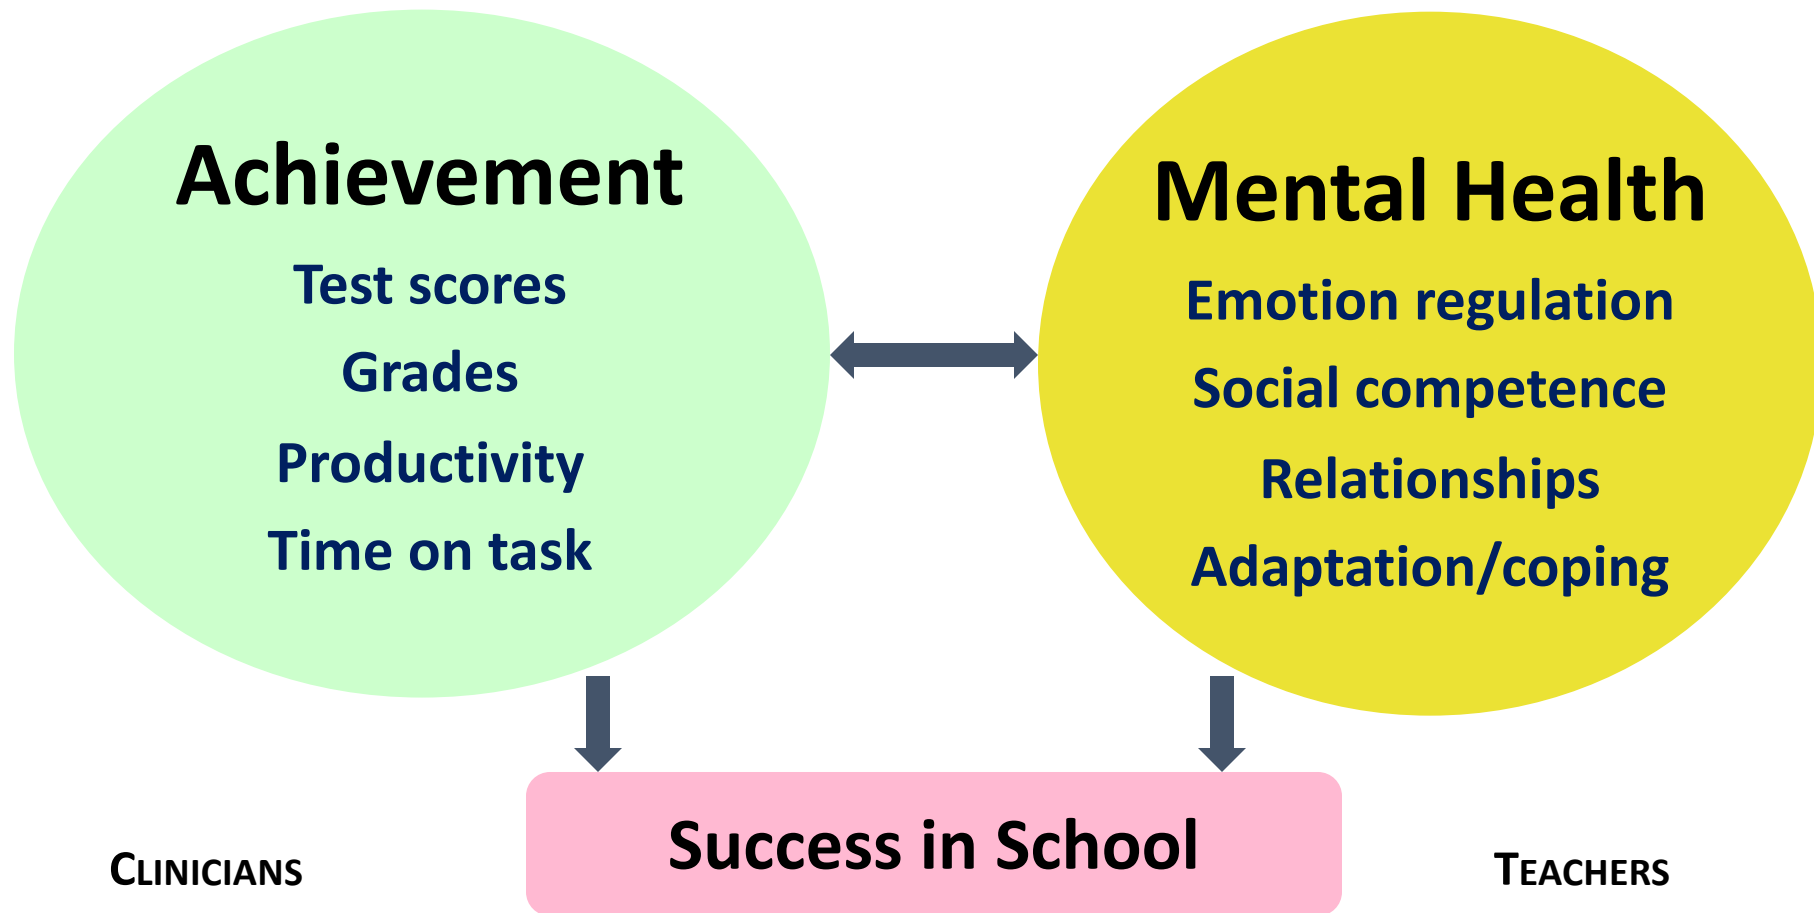 Achievement
Test scores
Grades
Productivity
Time on task
Mental Health
Emotion regulation
Social competence
Relationships
Adaptation/coping
Success in School
CLINICIANS
TEACHERS